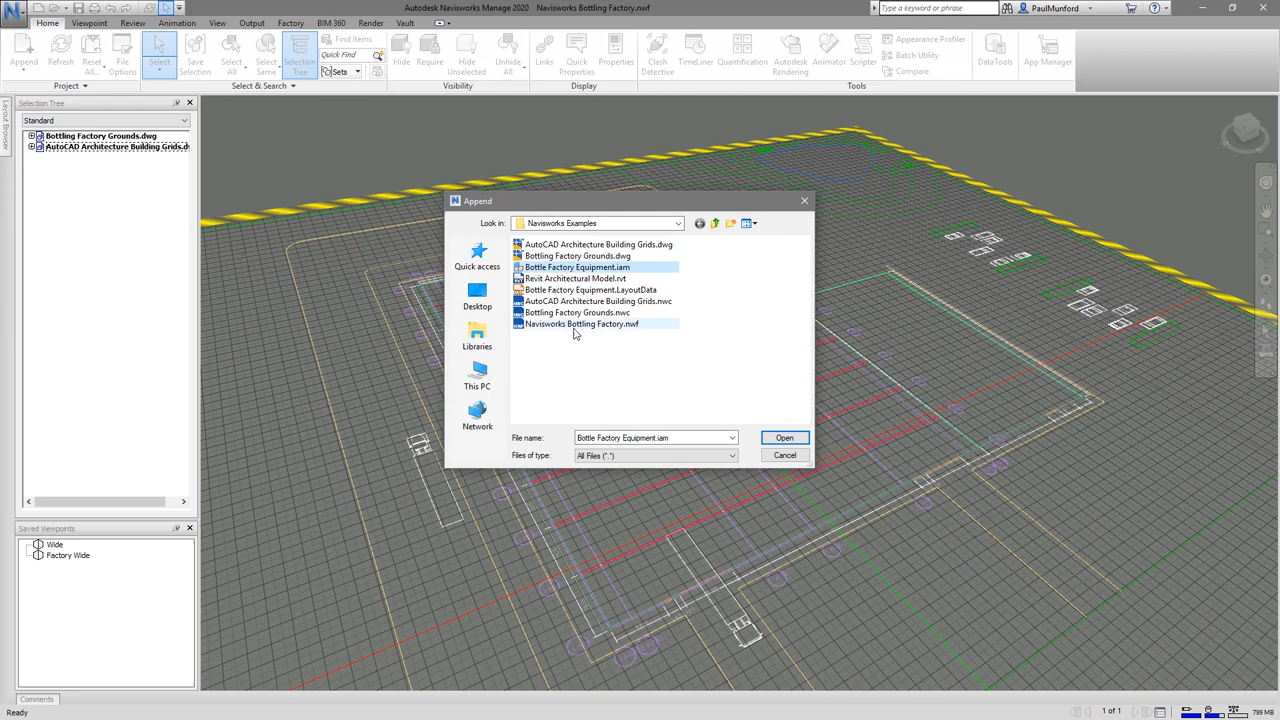 Autodesk Navisworks Manage 2020 Navisworks Bottling Factory.nwf
Type a keyword or phrase
PaulMunford
Home Viewpoint Review Animation View Output Factory BIM 360 Render Vault
Append
Refresh
Reset All...
File Options
Select
Save Selection
Select All
Select Same
Selection Tree
Find Items
Quick Find
Sets
Hide
Require
Hide Unselected
Unhide All
Links
Quick Properties
Properties
Clash Detective
TimeLiner
Quantification
Autodesk Rendering
Animator
Scripter
Appearance Profiler
Batch Utility
Compare
DataTools
App Manager
Project Select & Search Visibility Display Tools
Selection Tree
Standard
Bottling Factory Grounds.dwg
AutoCAD Architecture Building Grids.d
Layout Browser
Append
Look in: Navisworks Examples
Quick access
Desktop
Libraries
This PC
Network
AutoCAD Architecture Building Grids.dwg
Bottling Factory Grounds.dwg
Bottle Factory Equipment.iam
Revit Architectural Model.rvt
Bottle Factory Equipment.LayoutData
AutoCAD Architecture Building Grids.nwc
Bottling Factory Grounds.nwc
Navisworks Bottling Factory.nwf
File name: Bottle Factory Equipment.iam Open
Files of type: All Files (*.*) Cancel
Saved Viewpoints
Wide
Factory Wide
Comments
Ready
1 of 1
799 MB